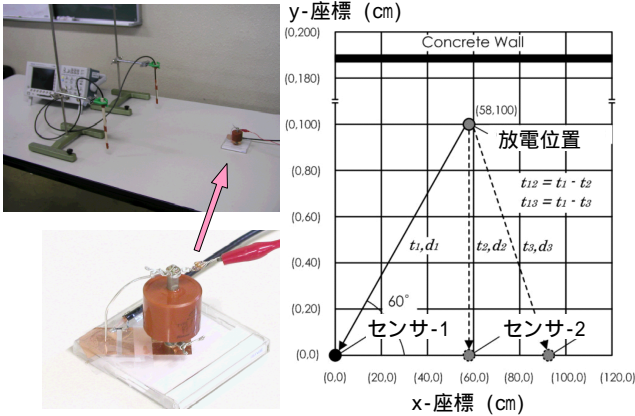 y-座標 (㎝)
(0,200)
Concrete Wall
(0,180)
(58,100)
(0,100)
放電位置
(0,80)
t12 = t1 - t2
t13 = t1 - t3
(0,60)
t1,d1
t2,d2
t3,d3
(0,40)
(0,20)
60°
センサ-1
センサ-2
(0,0)
(0.0)
(20.0)
(40.0)
(60.0)
(80.0)
(100.0)
(120.0)
x-座標 (㎝)